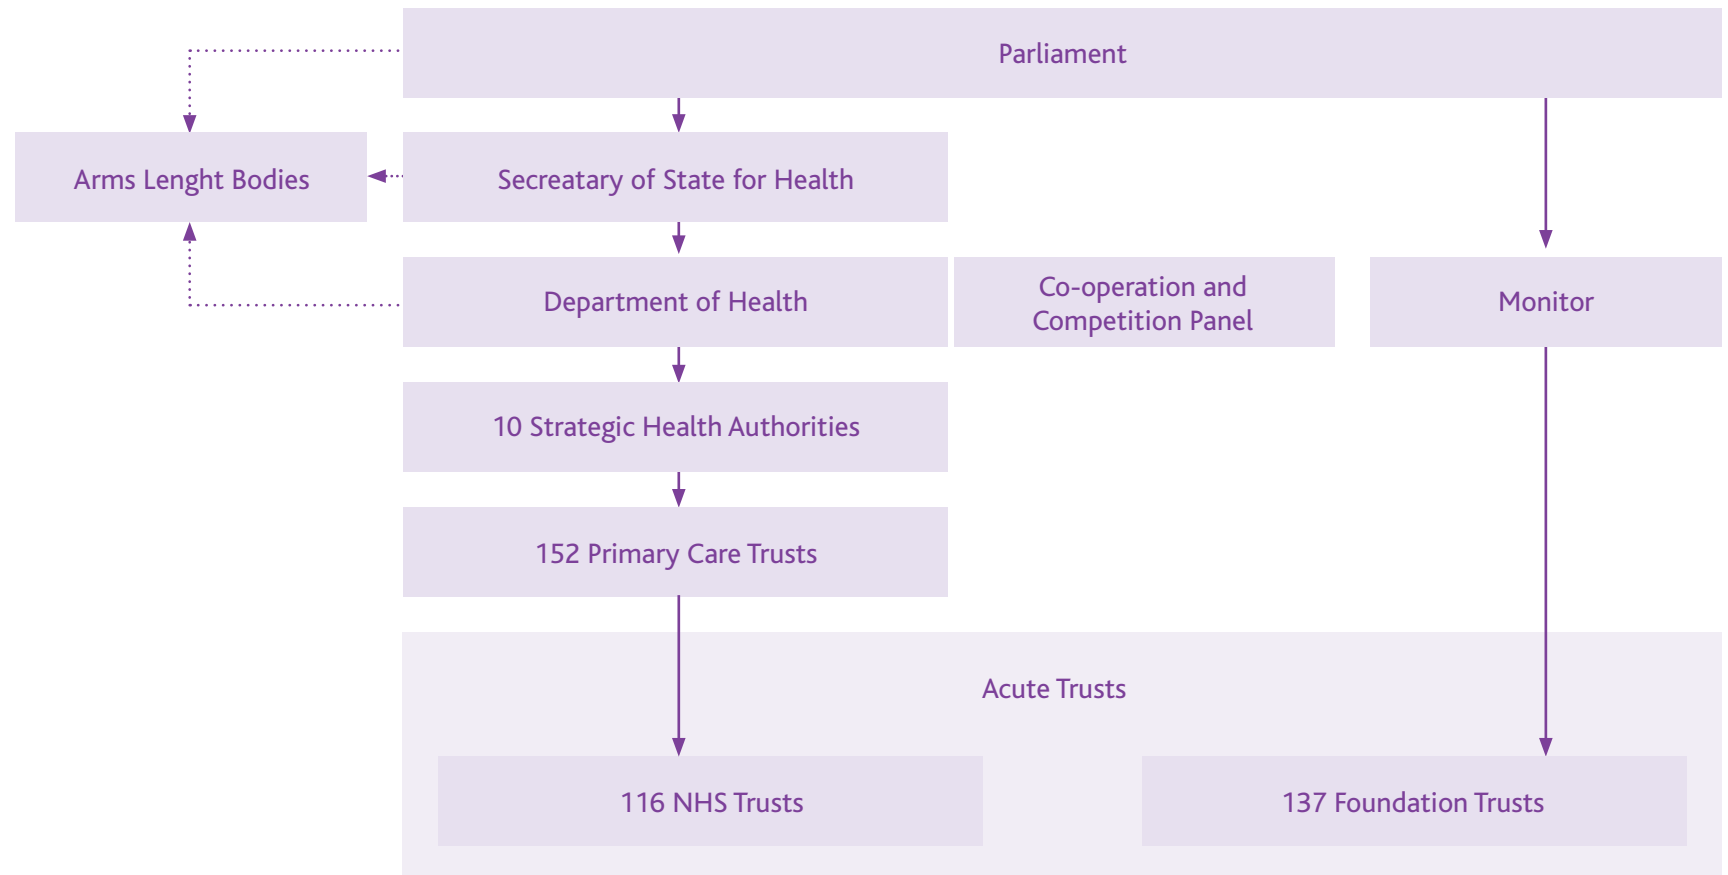 Parliament
Arms Lenght Bodies
Secreatary of State for Health
Department of Health
Co-operation and
Competition Panel
Monitor
10 Strategic Health Authorities
152 Primary Care Trusts
Acute Trusts
116 NHS Trusts
137 Foundation Trusts